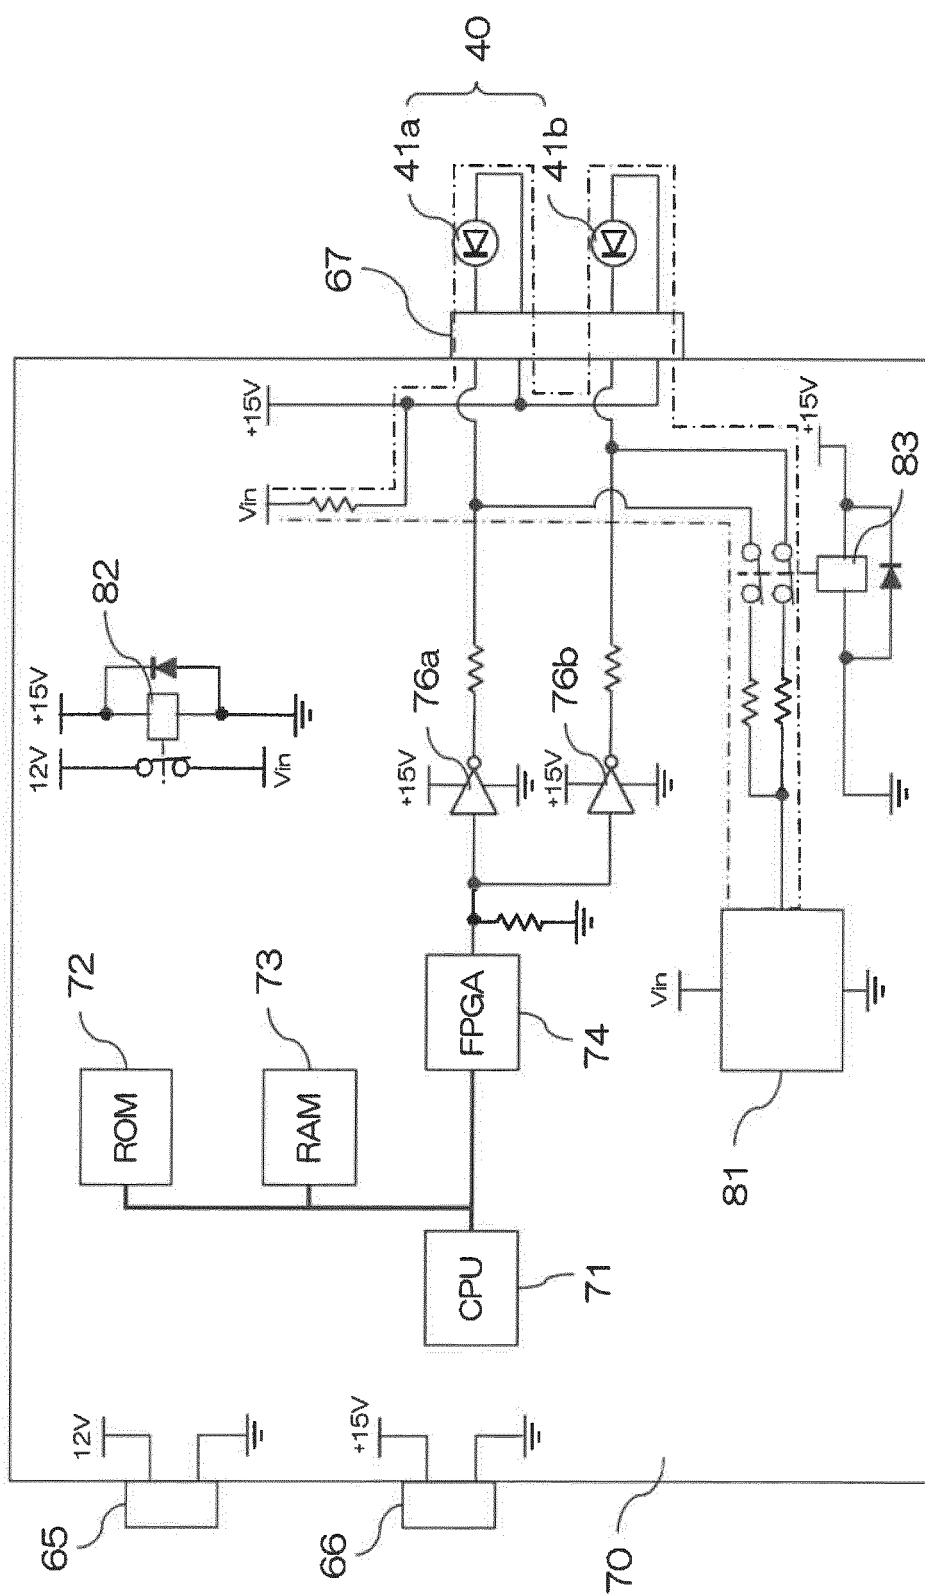 40
41a
41b
67
+15V
Vin
+15V
83
82
+15V
12V
Vin
76a
+15V
76b
+15V
72
ROM
73
RAM
FPGA
74
Vin
81
CPU
71
12V
65
+15V
66
70